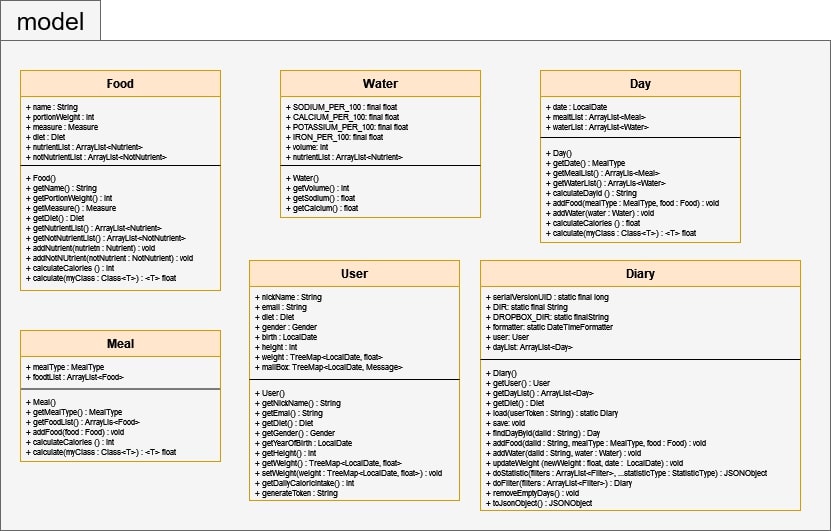 model
Food
+ name : String
+ portionWeight : int
+ measure : Measure
+ diet : Diet
+ nutrientList : ArrayList<Nutrient>
+ notNutrientList : ArrayList<NotNutrient>
+ Food()
+ getName() : String
+ getPortionWeight() : int
+ getMeasure() : Measure
+ getDiet() : Diet
+ getNutrientList() : ArrayList<Nutrient>
+ getNotNutrientList() : ArrayList<NotNutrient>
+ addNutrient(nutrietn : Nutrient) : void
+ addNotNUtrient(notNutrient : NotNutrient) : void
+ calculateCalories () : int
+ calculate(myClass : Class<T>) : <T> float
Water
+ SODIUM_PER_100 : final float
+ CALCIUM_PER_100: final float
+ POTASSIUM_PER_100: final float
+ IRON_PER_100: final float
+ volume: int
+ nutrientList : ArrayList<Nutrient>
+ Water()
+ getVolume() : int
+ getSodium() : float
+ getCalcium() : float
Day
+ date : LocalDate
+ mealtList : ArrayList<Meal>
+ waterList : ArrayList<Water>
+ Day()
+ getDate() : MealType
+ getMealList() : ArrayLis<Meal>
+ getWaterList() : ArrayLis<Water>
+ calculateDayId () : String
+ addFood(mealType : MealType, food : Food) : void
+ addWater(water : Water) : void
+ calculateCalories () : float
+ calculate(myClass : Class<T>) : <T> float
Meal
+ mealType : MealType
+ foodtList : ArrayList<Food>
+ Meal()
+ getMealType() : MealType
+ getFoodList() : ArrayLis<Food>
+ addFood(food : Food) : void
+ calculateCalories () : int
+ calculate(myClass : Class<T>) : <T> float
User
+ nickName : String
+ email : String
+ diet : Diet
+ gender : Gender
+ birth : LocalDate
+ height : int
+ weight : TreeMap<LocalDate, float>
+ mailBox: TreeMap<LocalDate, Message>
+ User()
+ getNickName() : String
+ getEmal() : String
+ getDiet() : Diet
+ getGender() : Gender
+ getYearOfBirth : LocalDate
+ getHeight() : int
+ getWeight() : TreeMap<LocalDate, float>
+ setWeight(weight : TreeMap<LocalDate, float>) : void
+ getDailyCaloricIntake() : int
+ generateToken : String
Diary
+ serialVersionUID : static final long
+ DIR: static final String
+ DROPBOX_DIR: static finalString
+ formatter: static DateTimeFormatter
+ user: User
+ dayList: ArrayList<Day>
+ Diary()
+ getUser() : User
+ getDayList() : ArrayList<Day>
+ getDiet() : Diet
+ load(userToken : String) : static Diary
+ save: void
+ findDayById(daiId : String) : Day
+ addFood(daiId : String, mealType : MealType, food : Food) : void
+ addWater(daiId : String, water : Water) : void
+ updateWeight (newWeight : float, date : LocalDate) : void
+ doStatistic(filters : ArrayList<Filter>, ...statisticType : StatisticType) : JSONObject
+ doFilter(filters : ArrayList<Filter>) : Diary
+ removeEmptyDays() : void
+ toJsonObject() : JSONObject